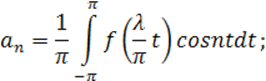 aₙ = 1/π ∫_{-π}^{π} f(λ/π t) cosntdt ;